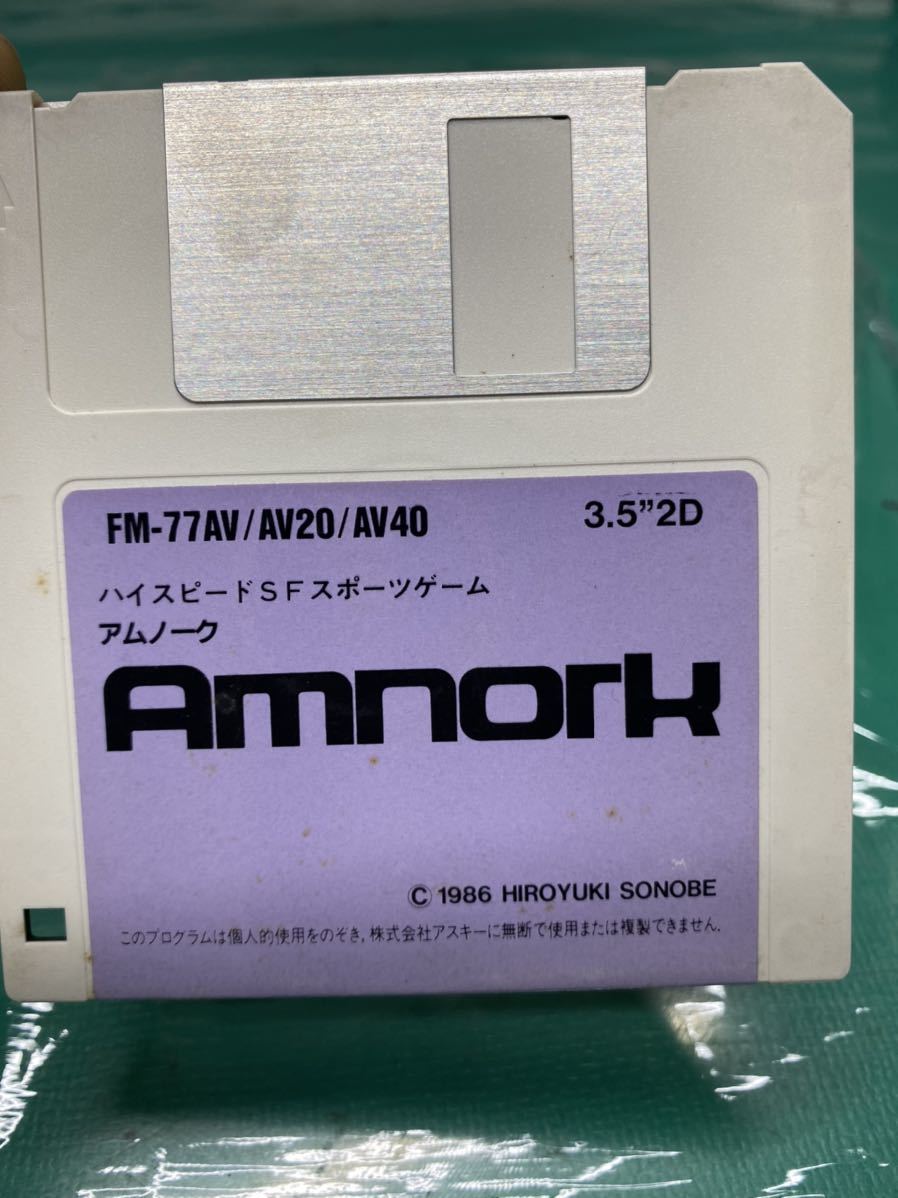 FM-77AV/AV20/AV40 3.5”2D
ハイスピードSFスポーツゲーム
アムノーク
Amnork
© 1986 HIROYUKI SONOBE
このプログラムは個人的使用をのぞき,株式会社アスキーに無断で使用または複製できません.